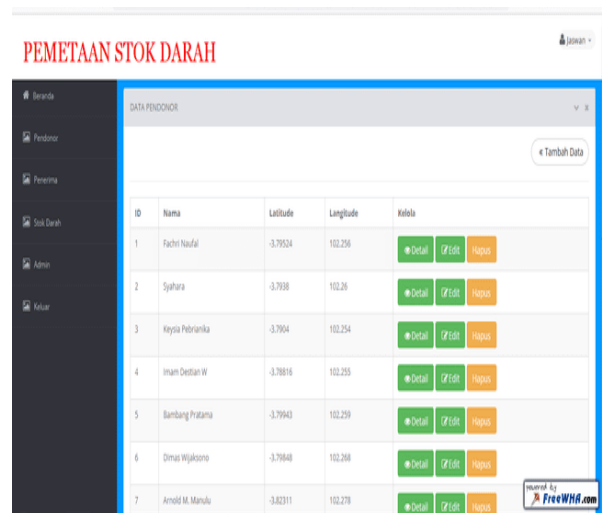 Jaswan
PEMETAAN STOK DARAH
Beranda
Pendonor
Penerima
Stok Darah
Admin
Keluar
DATA PENDONOR
« Tambah Data
ID Nama Latitude Langitude Kelola
1 Fachri Naufal -3.79524 102.256 Detail Edit Hapus
2 Syahara -3.7938 102.26 Detail Edit Hapus
3 Keysia Pebrianika -3.7904 102.254 Detail Edit Hapus
4 Imam Destian W -3.78816 102.255 Detail Edit Hapus
5 Bambang Pratama -3.79943 102.259 Detail Edit Hapus
6 Dimas Wijaksono -3.79848 102.268 Detail Edit Hapus
7 Arnold M. Manulu -3.82311 102.278 Detail Edit Hapus
powered by
FreeWHA.com